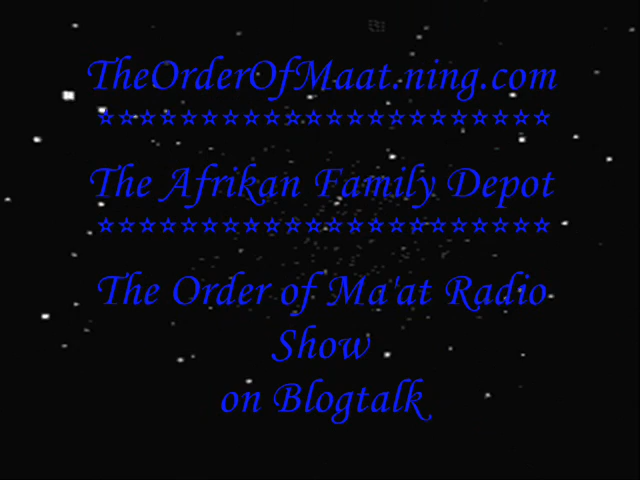 TheOrderOfMaat.ning.com
☆☆☆☆☆☆☆☆☆☆☆☆☆☆☆☆☆☆☆☆☆☆
The Afrikan Family Depot
☆☆☆☆☆☆☆☆☆☆☆☆☆☆☆☆☆☆☆☆☆☆
The Order of Ma'at Radio
Show
on Blogtalk